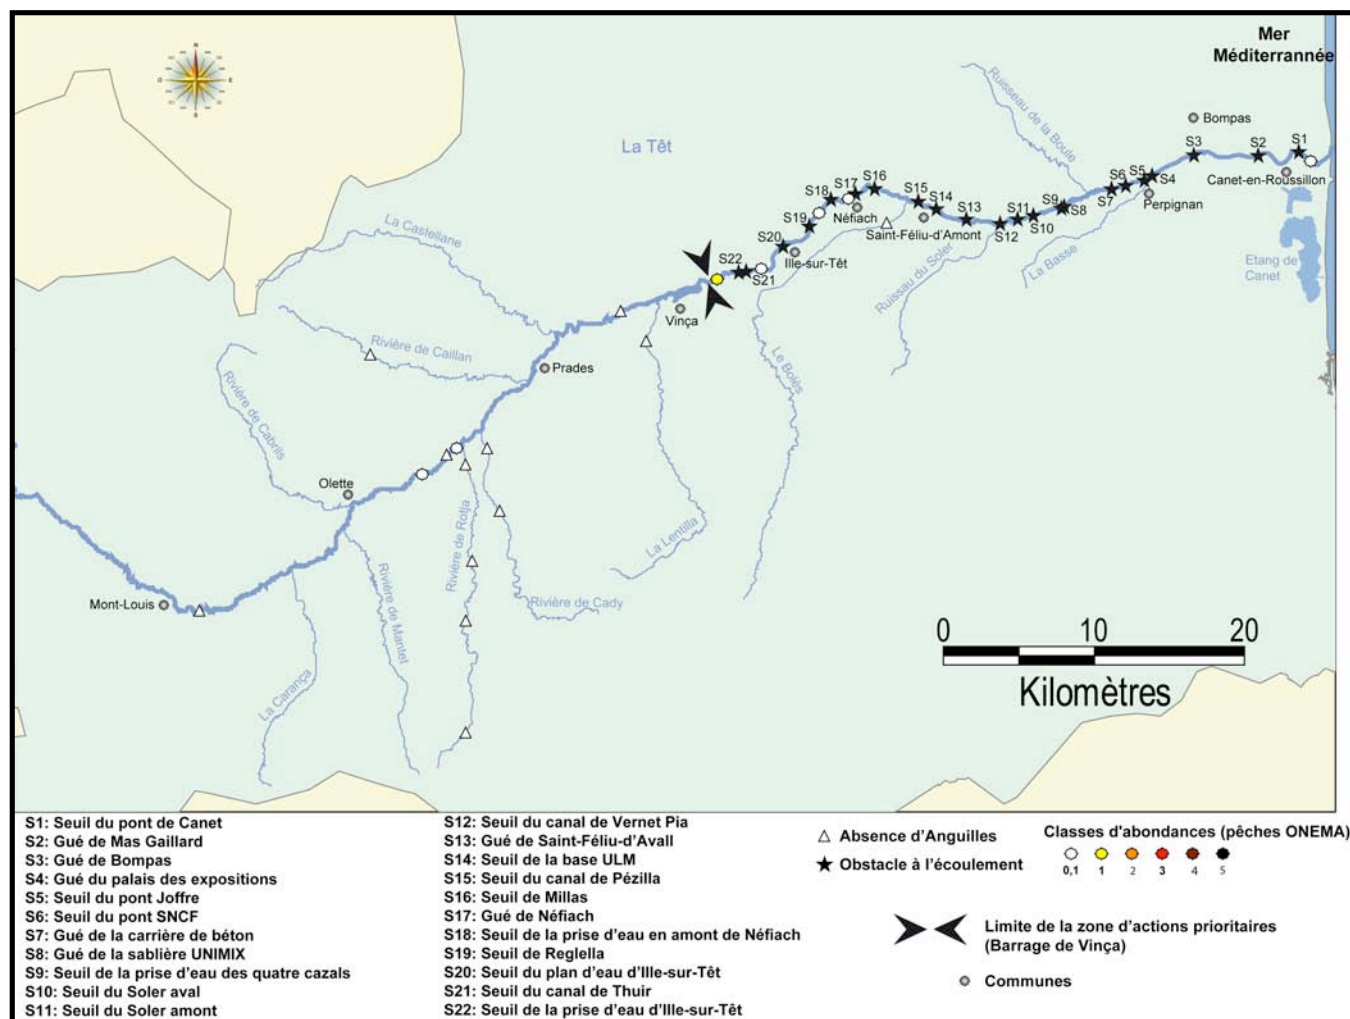 Mer
Méditerrannée
La Têt
Ruisseau de la Boule
Bompas
S3
S2
S1
Canet-en-Roussillon
S6
S5
S4
S7
Perpignan
S9
S8
S11
S10
S12
S13
S14
S15
S16
S17
S18
S19
S20
S21
S22
Néfiach
Saint-Féliu-d'Amont
Ille-sur-Têt
Vinça
La Castellane
Rivière de Caillan
Prades
Rivière de Cabrils
Olette
Mont-Louis
La Carança
Rivière de Mantet
Rivière de Rotja
Rivière de Cady
La Lentilla
Le Bolès
Ruissau du Soler
La Basse
Etang de
Canet
0 10 20
Kilomètres
S1: Seuil du pont de Canet
S2: Gué de Mas Gaillard
S3: Gué de Bompas
S4: Gué du palais des expositions
S5: Seuil du pont Joffre
S6: Seuil du pont SNCF
S7: Gué de la carrière de béton
S8: Gué de la sablière UNIMIX
S9: Seuil de la prise d'eau des quatre cazals
S10: Seuil du Soler aval
S11: Seuil du Soler amont
S12: Seuil du canal de Vernet Pia
S13: Gué de Saint-Féliu-d'Avall
S14: Seuil de la base ULM
S15: Seuil du canal de Pézilla
S16: Seuil de Millas
S17: Gué de Néfiach
S18: Seuil de la prise d'eau en amont de Néfiach
S19: Seuil de Reglella
S20: Seuil du plan d'eau d'Ille-sur-Têt
S21: Seuil du canal de Thuir
S22: Seuil de la prise d'eau d'Ille-sur-Têt
Absence d'Anguilles
Obstacle à l'écoulement
Classes d'abondances (pêches ONEMA)
0,1 1 2 3 4 5
Limite de la zone d'actions prioritaires
(Barrage de Vinça)
Communes